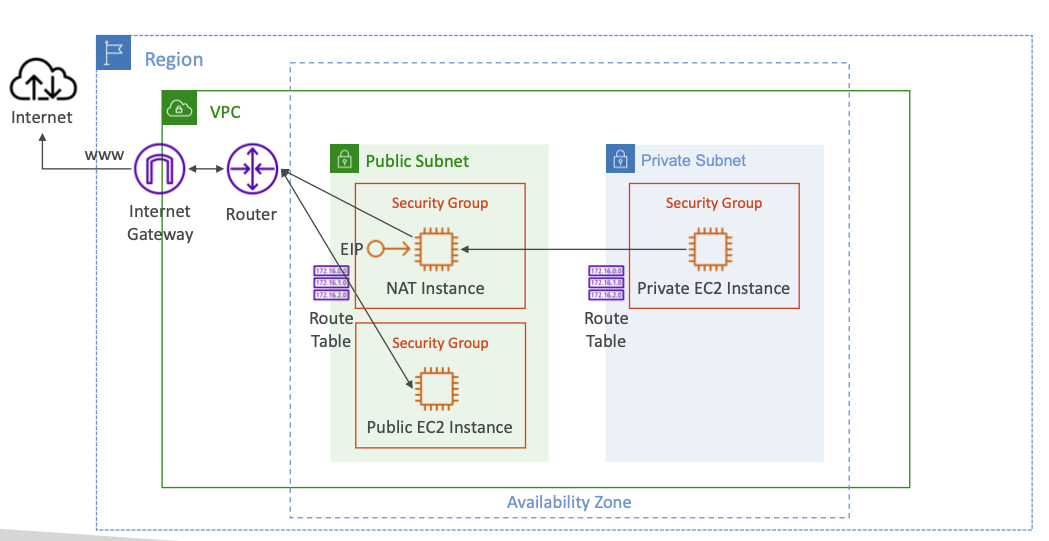 Region
Internet
VPC
www
Internet
Gateway
Router
Public Subnet
Security Group
EIP
NAT Instance
172.16.0.0
172.16.1.0
172.16.2.0
Route
Table
Security Group
Public EC2 Instance
Private Subnet
Security Group
Private EC2 Instance
172.16.0.0
172.16.1.0
172.16.2.0
Route
Table
Availability Zone